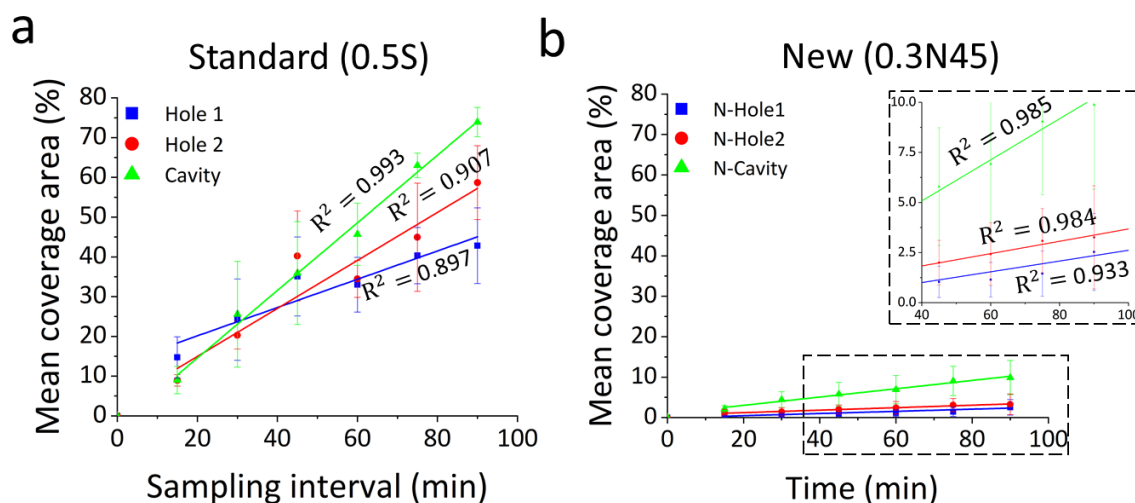 a
Standard (0.5S)
Mean coverage area (%)
80
70
60
50
40
30
20
10
0
Hole 1
Hole 2
Cavity
R² = 0.993
R² = 0.907
R² = 0.897
0
20
40
60
80
100
Sampling interval (min)
b
New (0.3N45)
Mean coverage area (%)
80
70
60
50
40
30
20
10
0
N-Hole1
N-Hole2
N-Cavity
10.0
7.5
5.0
2.5
0.0
R² = 0.985
R² = 0.984
R² = 0.933
40
60
80
100
0
20
40
60
80
100
Time (min)